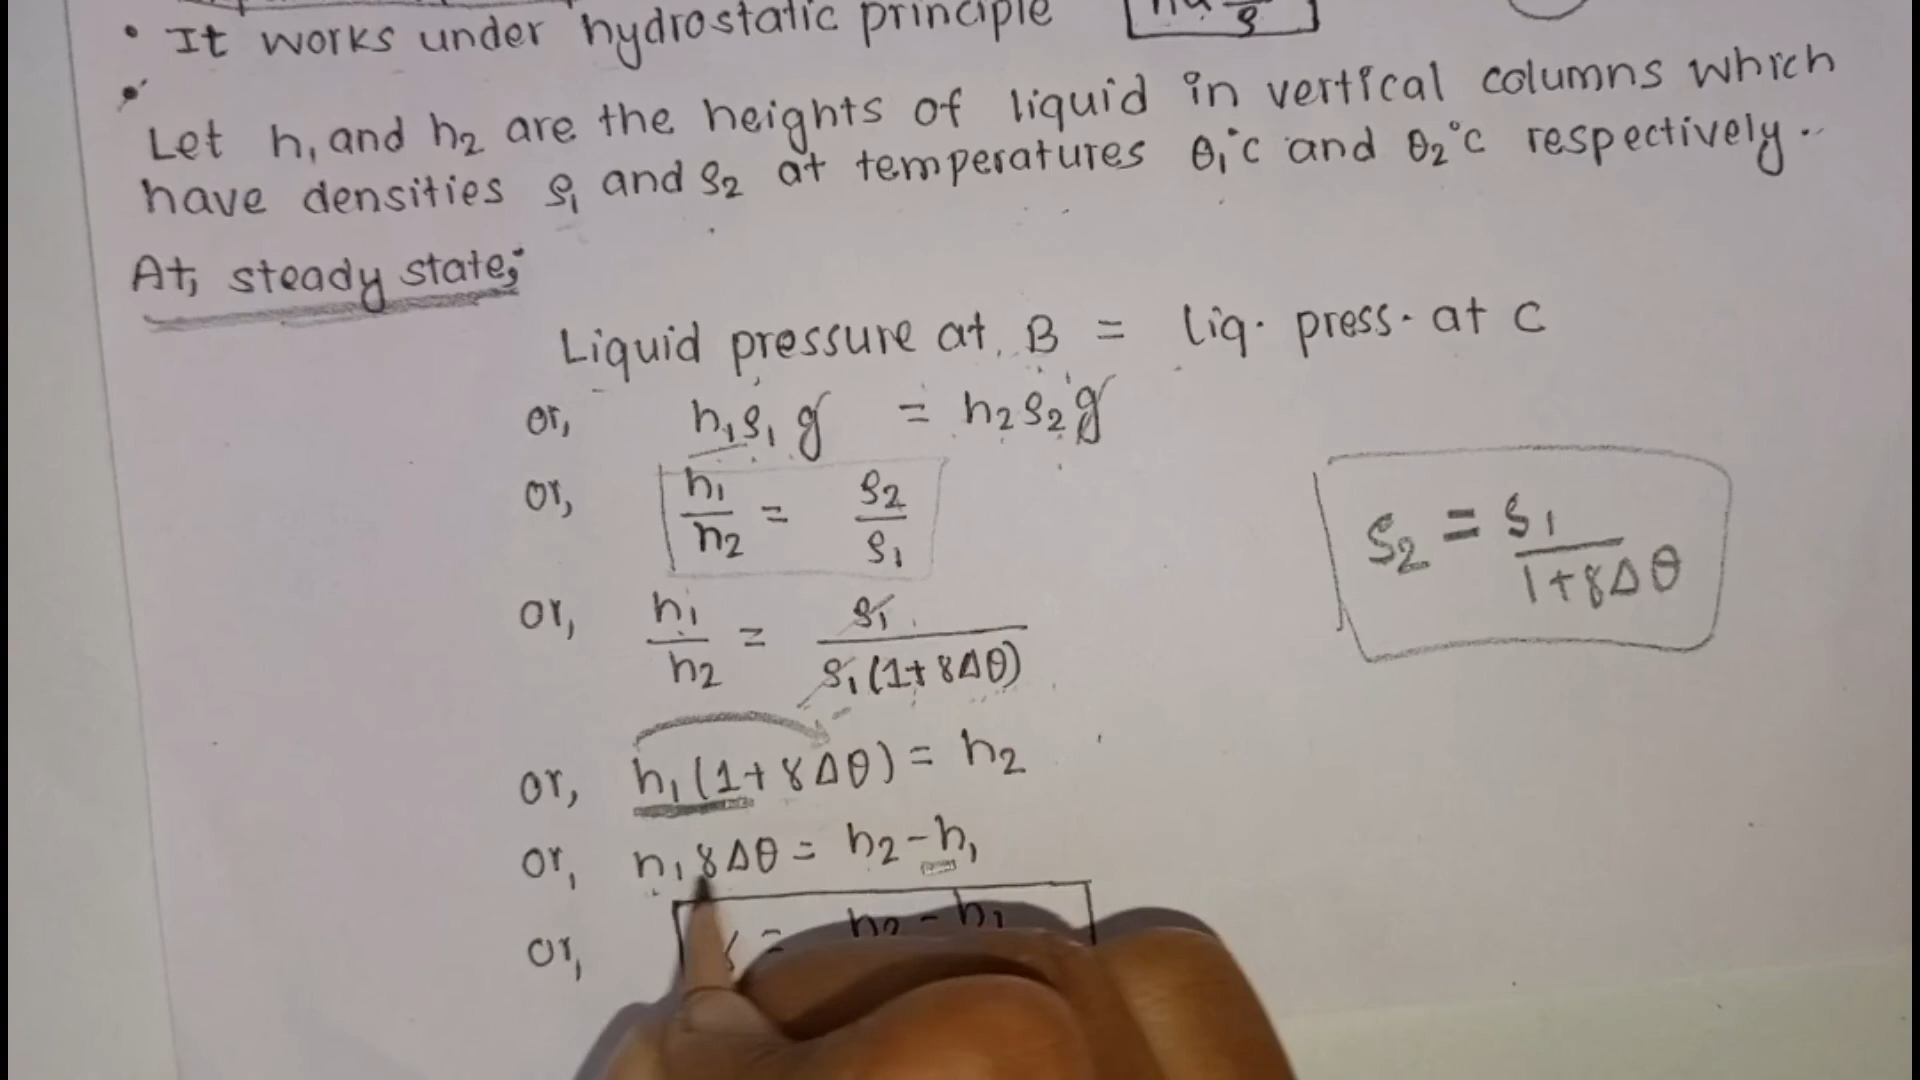 • It works under hydrostatic principle
• Let h₁ and h₂ are the heights of liquid in vertical columns which
have densities ρ₁ and ρ₂ at temperatures θ₁°C and θ₂°C respectively.
At, steady state;
Liquid pressure at B = liq. press. at C
or, h₁ρ₁g = h₂ρ₂g
or, h₁/h₂ = ρ₂/ρ₁
ρ₂ = ρ₁/1+γΔθ
or, h₁/h₂ = ρ₁/ρ₁(1+γΔθ)
or, h₁(1+γΔθ) = h₂
or, h₁γΔθ = h₂-h₁
or, = h₂-h₁